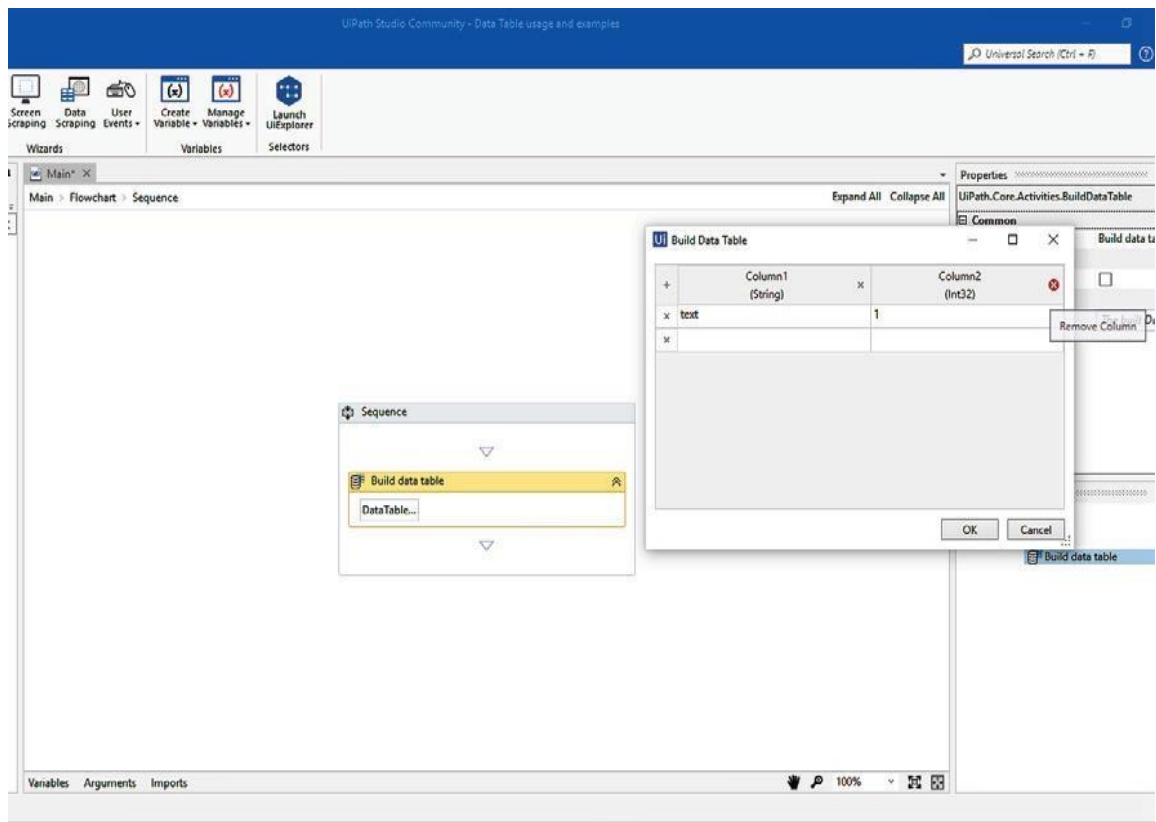 UiPath Studio Community - Data Table usage and examples
Universal Search (Ctrl + F)
Screen Scraping
Data Scraping
User Events
Create Variable
Manage Variables
Launch UiExplorer
Wizards
Variables
Selectors
Main*
Properties
Main > Flowchart > Sequence
Expand All Collapse All
UiPath.Core.Activities.BuildDataTable
Common
Build data ta
Ui Build Data Table
Column1
(String)
Column2
(Int32)
text 1
Remove Column
Sequence
Build data table
DataTable...
OK Cancel
Build data table
Variables Arguments Imports
100%